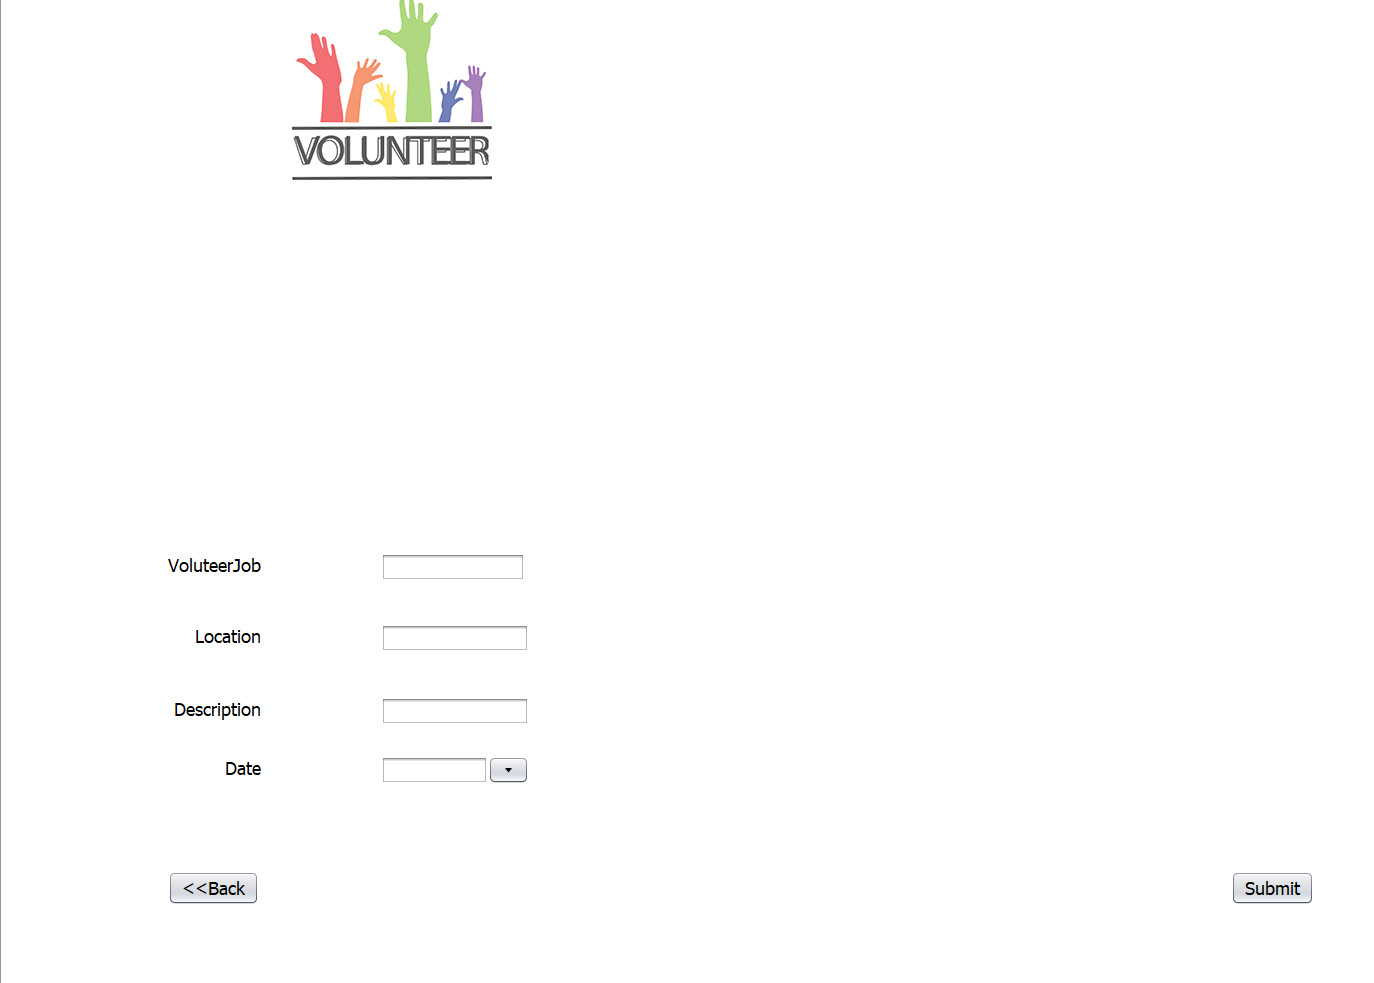 VOLUNTEER
VoluteerJob
Location
Description
Date
<<Back
Submit